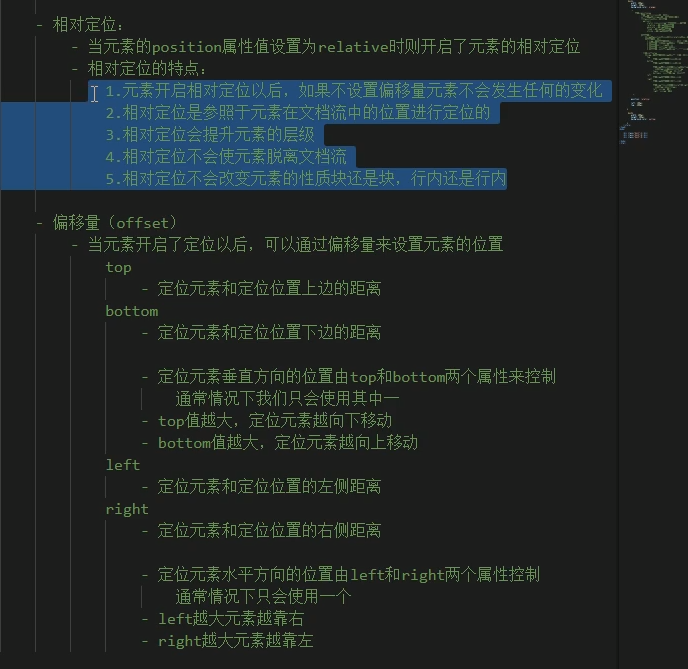 - 相对定位：
- 当元素的position属性值设置为relative时则开启了元素的相对定位
- 相对定位的特点：
1.元素开启相对定位以后，如果不设置偏移量元素不会发生任何的变化
2.相对定位是参照于元素在文档流中的位置进行定位的
3.相对定位会提升元素的层级
4.相对定位不会使元素脱离文档流
5.相对定位不会改变元素的性质块还是块，行内还是行内
- 偏移量（offset）
- 当元素开启了定位以后，可以通过偏移量来设置元素的位置
top
- 定位元素和定位位置上边的距离
bottom
- 定位元素和定位位置下边的距离
- 定位元素垂直方向的位置由top和bottom两个属性来控制
通常情况下我们只会使用其中一
- top值越大，定位元素越向下移动
- bottom值越大，定位元素越向上移动
left
- 定位元素和定位位置的左侧距离
right
- 定位元素和定位位置的右侧距离
- 定位元素水平方向的位置由left和right两个属性控制
通常情况下只会使用一个
- left越大元素越靠右
- right越大元素越靠左